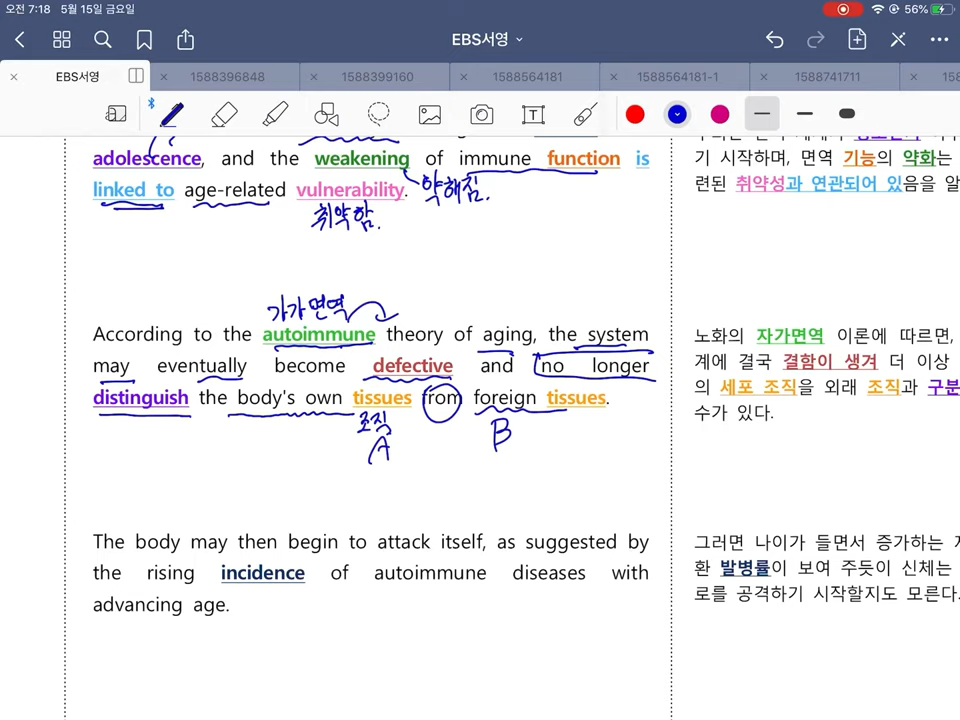 오전 7:18 5월 15일 금요일
56%
EBS서영
EBS서영
1588396848
1588399160
1588564181
1588564181-1
1588741711
adolescence, and the weakening of immune function is
linked to age-related vulnerability.
약해짐.
취약함.
기 시작하며, 면역 기능의 약화는
련된 취약성과 연관되어 있음을 알
가가면역
According to the autoimmune theory of aging, the system
may eventually become defective and no longer
distinguish the body's own tissues from foreign tissues.
조직
A
B
노화의 자가면역 이론에 따르면,
계에 결국 결함이 생겨 더 이상
의 세포 조직을 외래 조직과 구분
수가 있다.
The body may then begin to attack itself, as suggested by
the rising incidence of autoimmune diseases with
advancing age.
그러면 나이가 들면서 증가하는
환 발병률이 보여 주듯이 신체는
로를 공격하기 시작할지도 모른다.